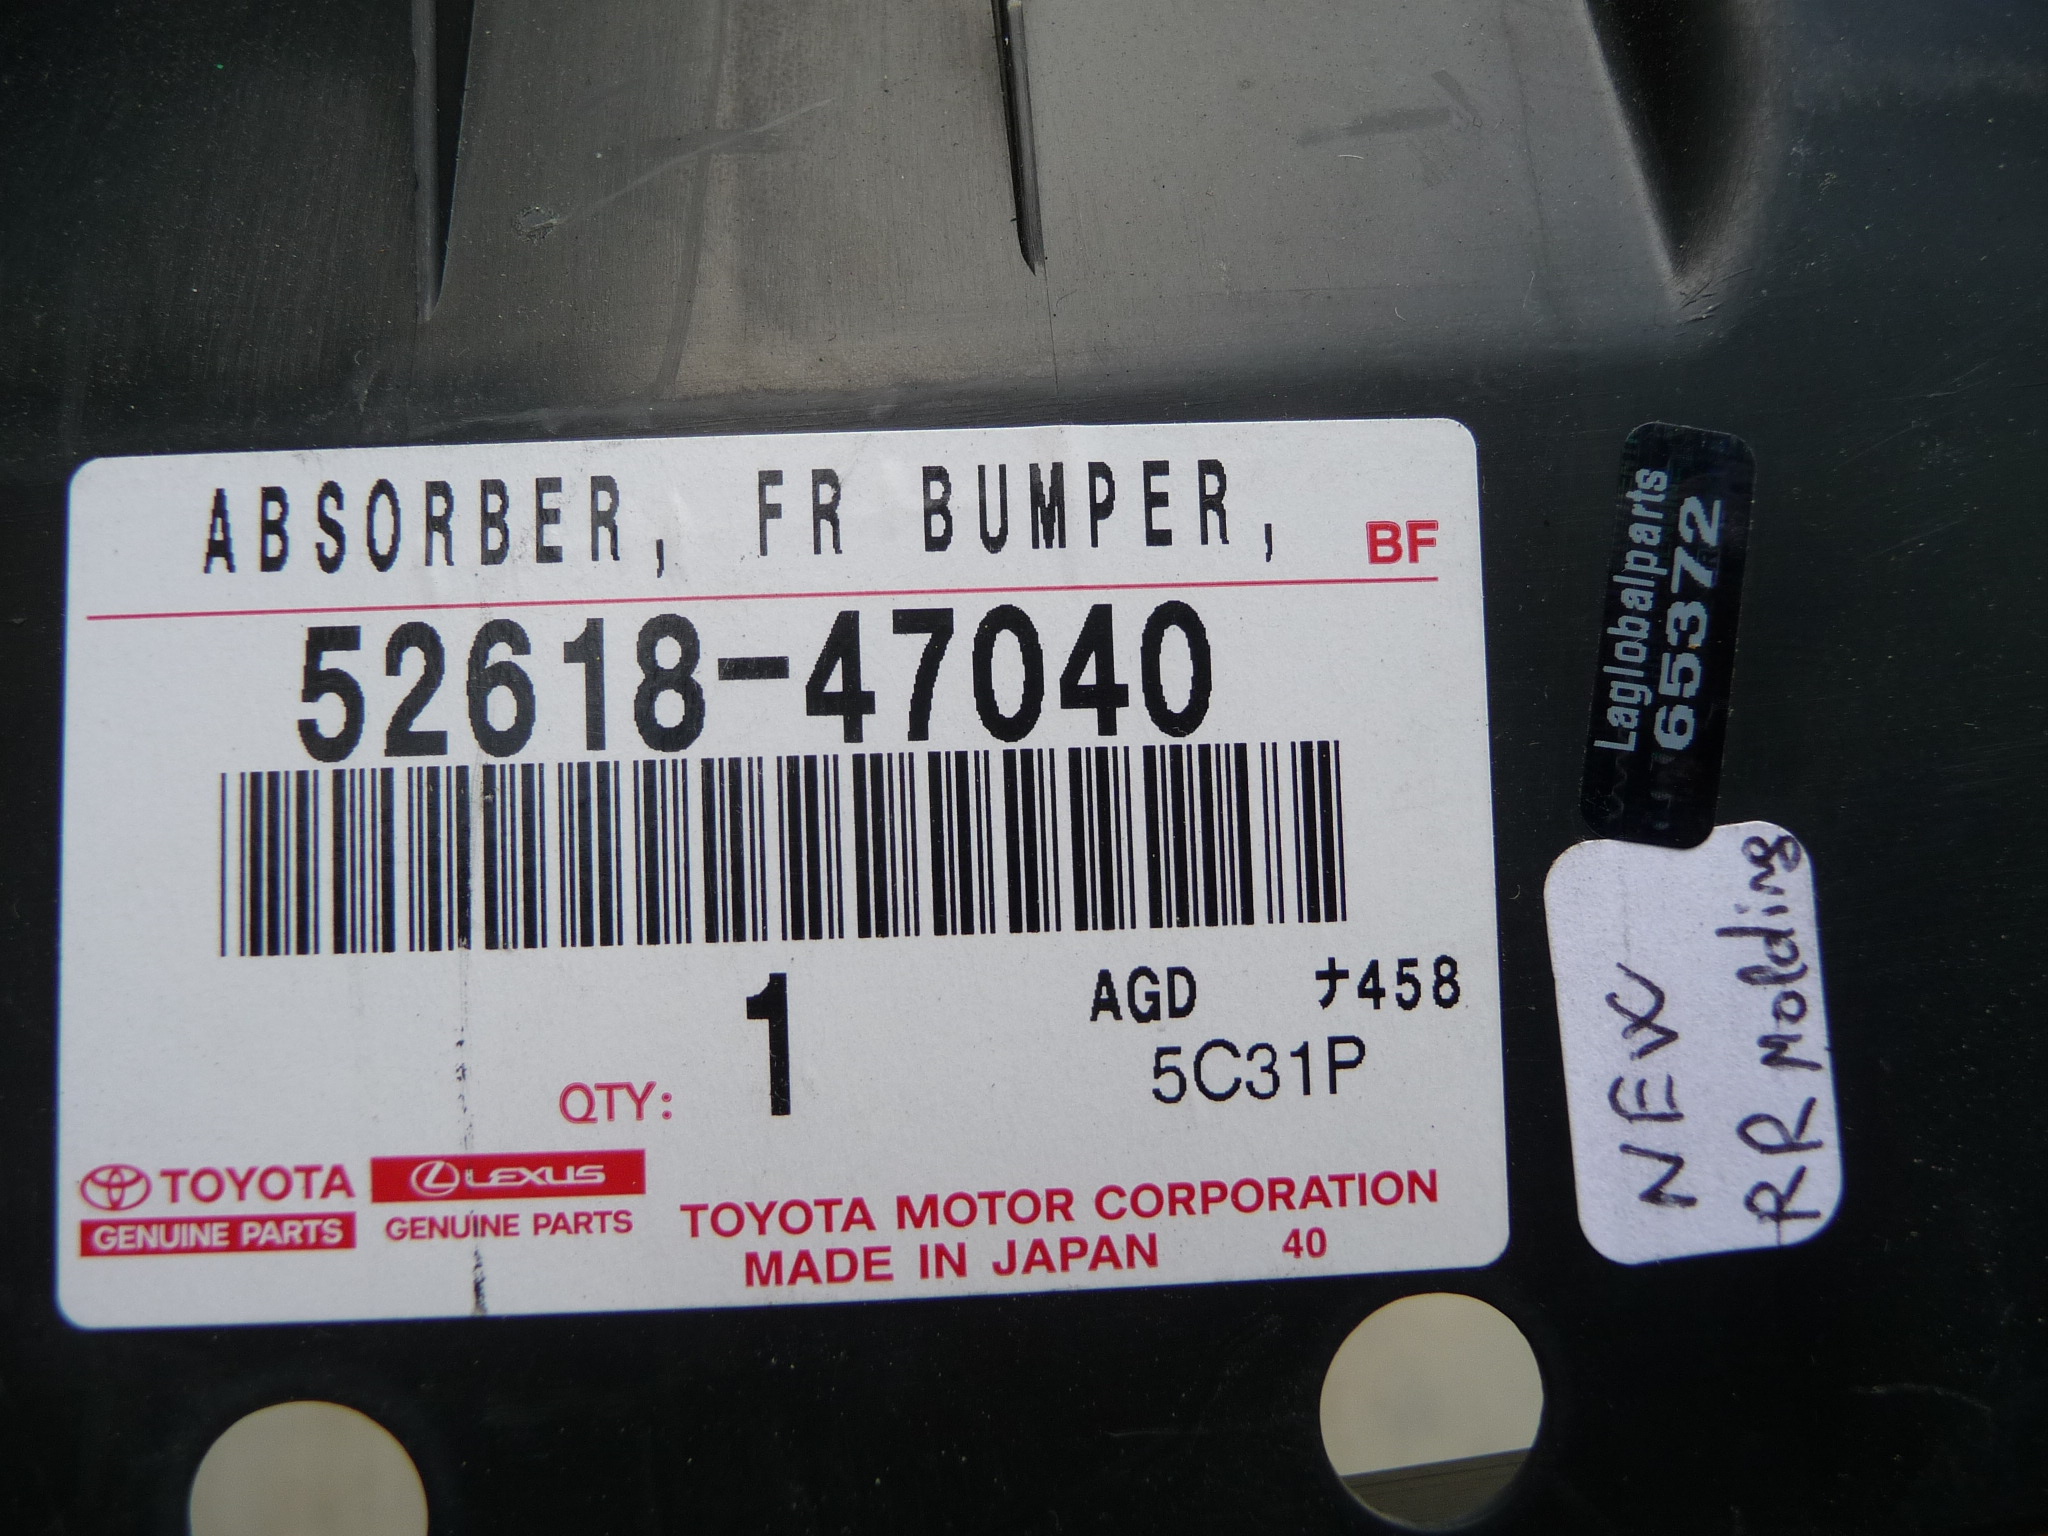 ABSORBER, FR BUMPER,
BF
52618-47040
1
AGD
ナ458
5C31P
QTY:
TOYOTA
GENUINE PARTS
LEXUS
GENUINE PARTS
TOYOTA MOTOR CORPORATION
MADE IN JAPAN
40
Laglobalparts
65372
NEW
RR Molding